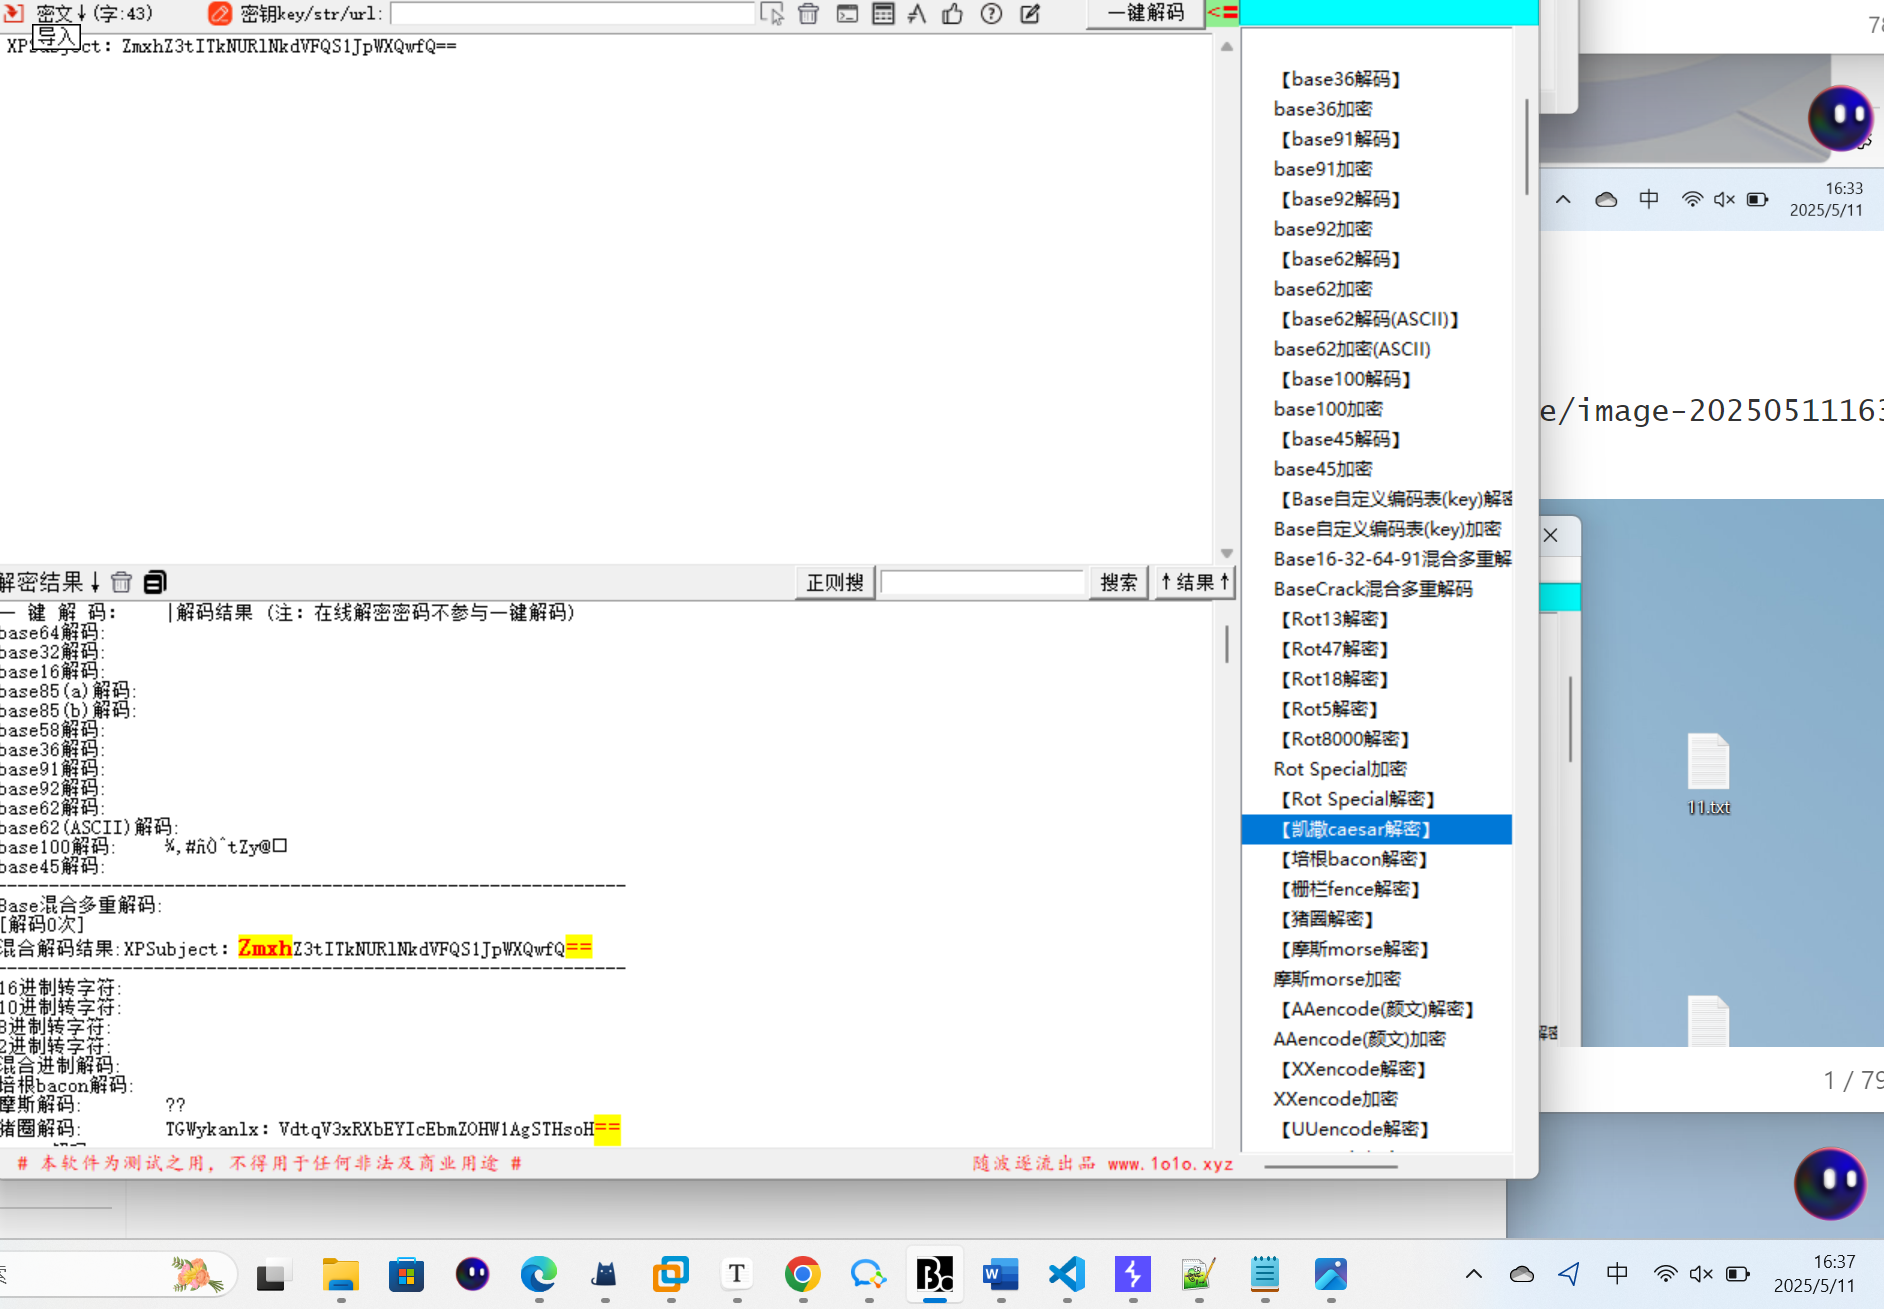 密文↓(字:43)
密钥key/str/url:
一键解码
<=
导入
XPSubject: ZmxhZ3tITkNURlNkdVFQS1JpWXQwfQ==
解密结果↓
正则搜
搜索
↑结果↑
一 键 解 码: |解码结果 (注: 在线解密密码不参与一键解码)
base64解码:
base32解码:
base16解码:
base85(a)解码:
base85(b)解码:
base58解码:
base36解码:
base91解码:
base92解码:
base62解码:
base62(ASCII)解码:
base100解码: ¾,#ñÒˆtZy@□
base45解码:
Base混合多重解码:
[解码0次]
混合解码结果:XPSubject: ZmxhZ3tITkNURlNkdVFQS1JpWXQwfQ==
16进制转字符:
10进制转字符:
8进制转字符:
2进制转字符:
混合进制解码:
培根bacon解码:
摩斯解码: ??
猪圈解码: TGWykanlx: VdtqV3xRXbEYIcEbmZOHW1AgSTHsoH==
# 本软件为测试之用, 不得用于任何非法及商业用途 #
随波逐流出品 www.1o1o.xyz
【base36解码】
base36加密
【base91解码】
base91加密
【base92解码】
base92加密
【base62解码】
base62加密
【base62解码(ASCII)】
base62加密(ASCII)
【base100解码】
base100加密
【base45解码】
base45加密
【Base自定义编码表(key)解密
Base自定义编码表(key)加密
Base16-32-64-91混合多重解
BaseCrack混合多重解码
【Rot13解密】
【Rot47解密】
【Rot18解密】
【Rot5解密】
【Rot8000解密】
Rot Special加密
【Rot Special解密】
【凯撒caesar解密】
【培根bacon解密】
【栅栏fence解密】
【猪圈解密】
【摩斯morse解密】
摩斯morse加密
【AAencode(颜文)解密】
AAencode(颜文)加密
【XXencode解密】
XXencode加密
【UUencode解密】
78
中
16:33
2025/5/11
e/image-20250511163
11.txt
解密
1 / 79
索
中
16:37
2025/5/11